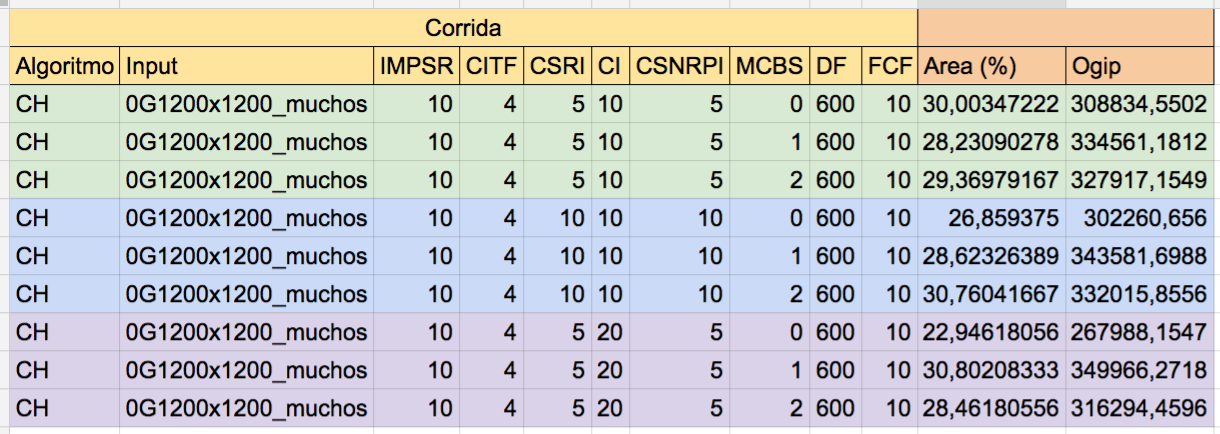 Corrida
Algoritmo Input IMPSR CITF CSRI CI CSNRPI MCBS DF FCF Area (%) Ogip
CH 0G1200x1200_muchos 10 4 5 10 5 0 600 10 30,00347222 308834,5502
CH 0G1200x1200_muchos 10 4 5 10 5 1 600 10 28,23090278 334561,1812
CH 0G1200x1200_muchos 10 4 5 10 5 2 600 10 29,36979167 327917,1549
CH 0G1200x1200_muchos 10 4 10 10 10 0 600 10 26,859375 302260,656
CH 0G1200x1200_muchos 10 4 10 10 10 1 600 10 28,62326389 343581,6988
CH 0G1200x1200_muchos 10 4 10 10 10 2 600 10 30,76041667 332015,8556
CH 0G1200x1200_muchos 10 4 5 20 5 0 600 10 22,94618056 267988,1547
CH 0G1200x1200_muchos 10 4 5 20 5 1 600 10 30,80208333 349966,2718
CH 0G1200x1200_muchos 10 4 5 20 5 2 600 10 28,46180556 316294,4596